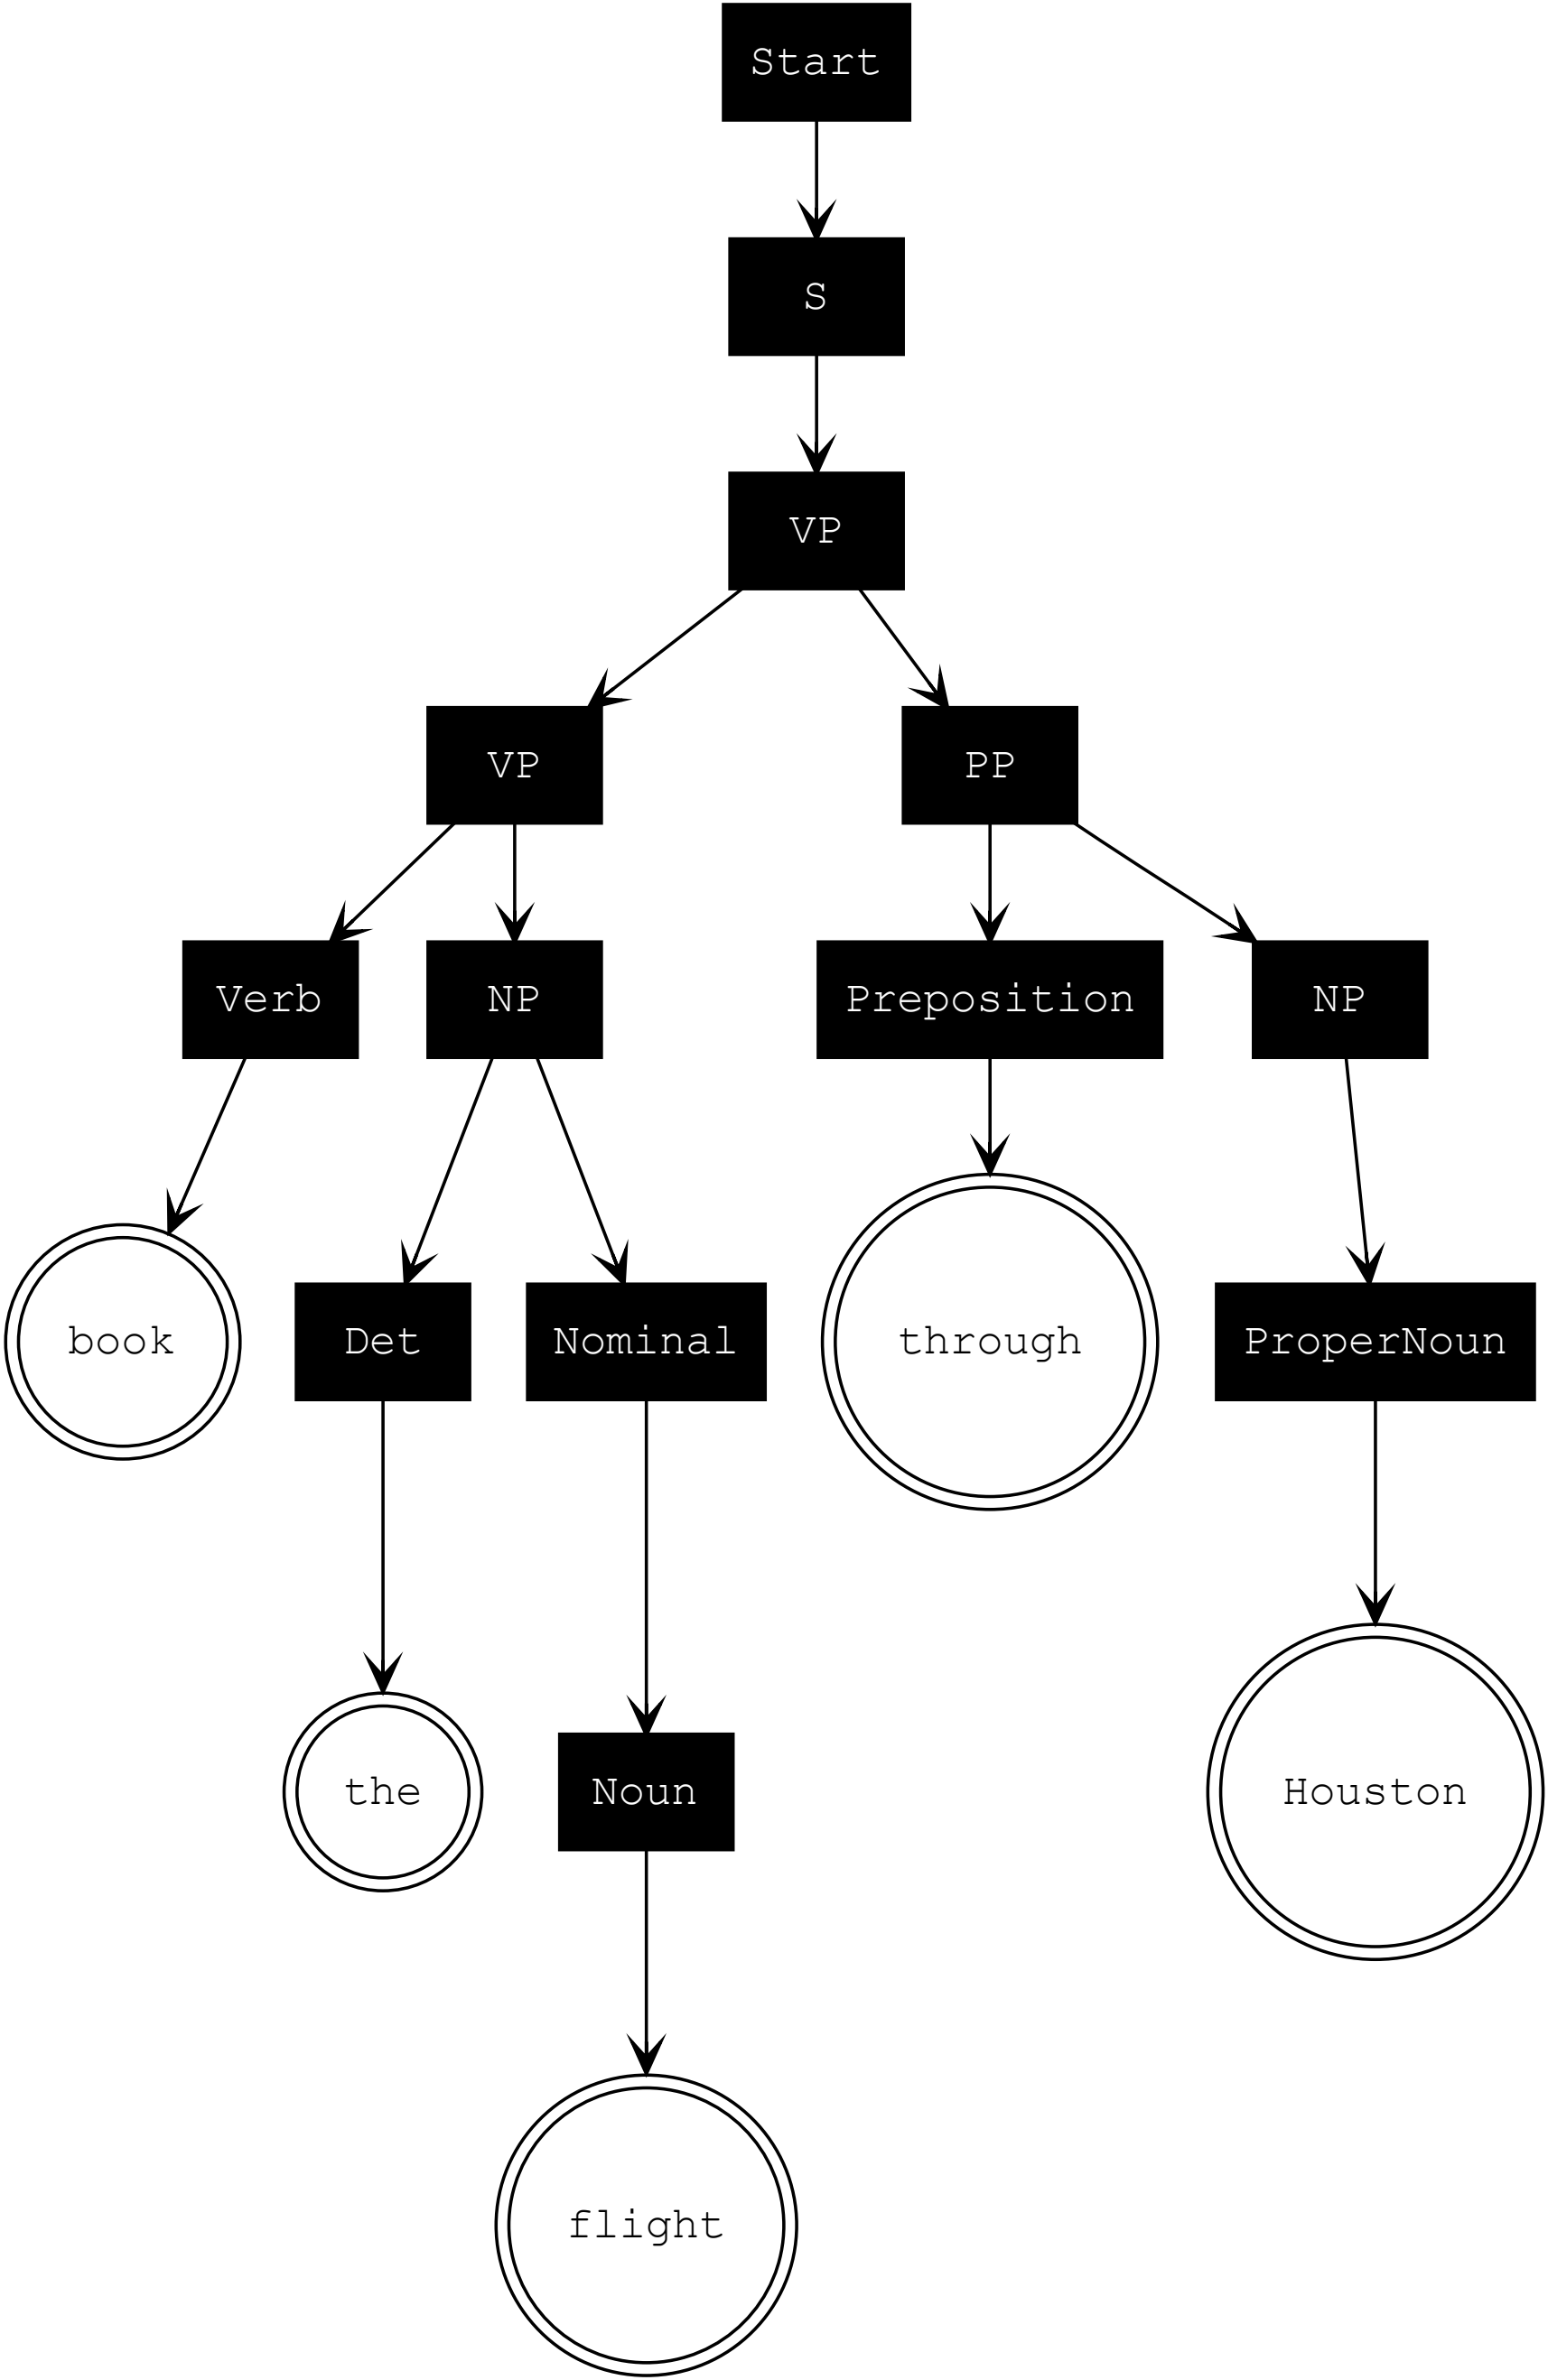 Start
S
VP
VP PP
Verb NP Preposition NP
book Det Nominal through ProperNoun
the Noun Houston
flight